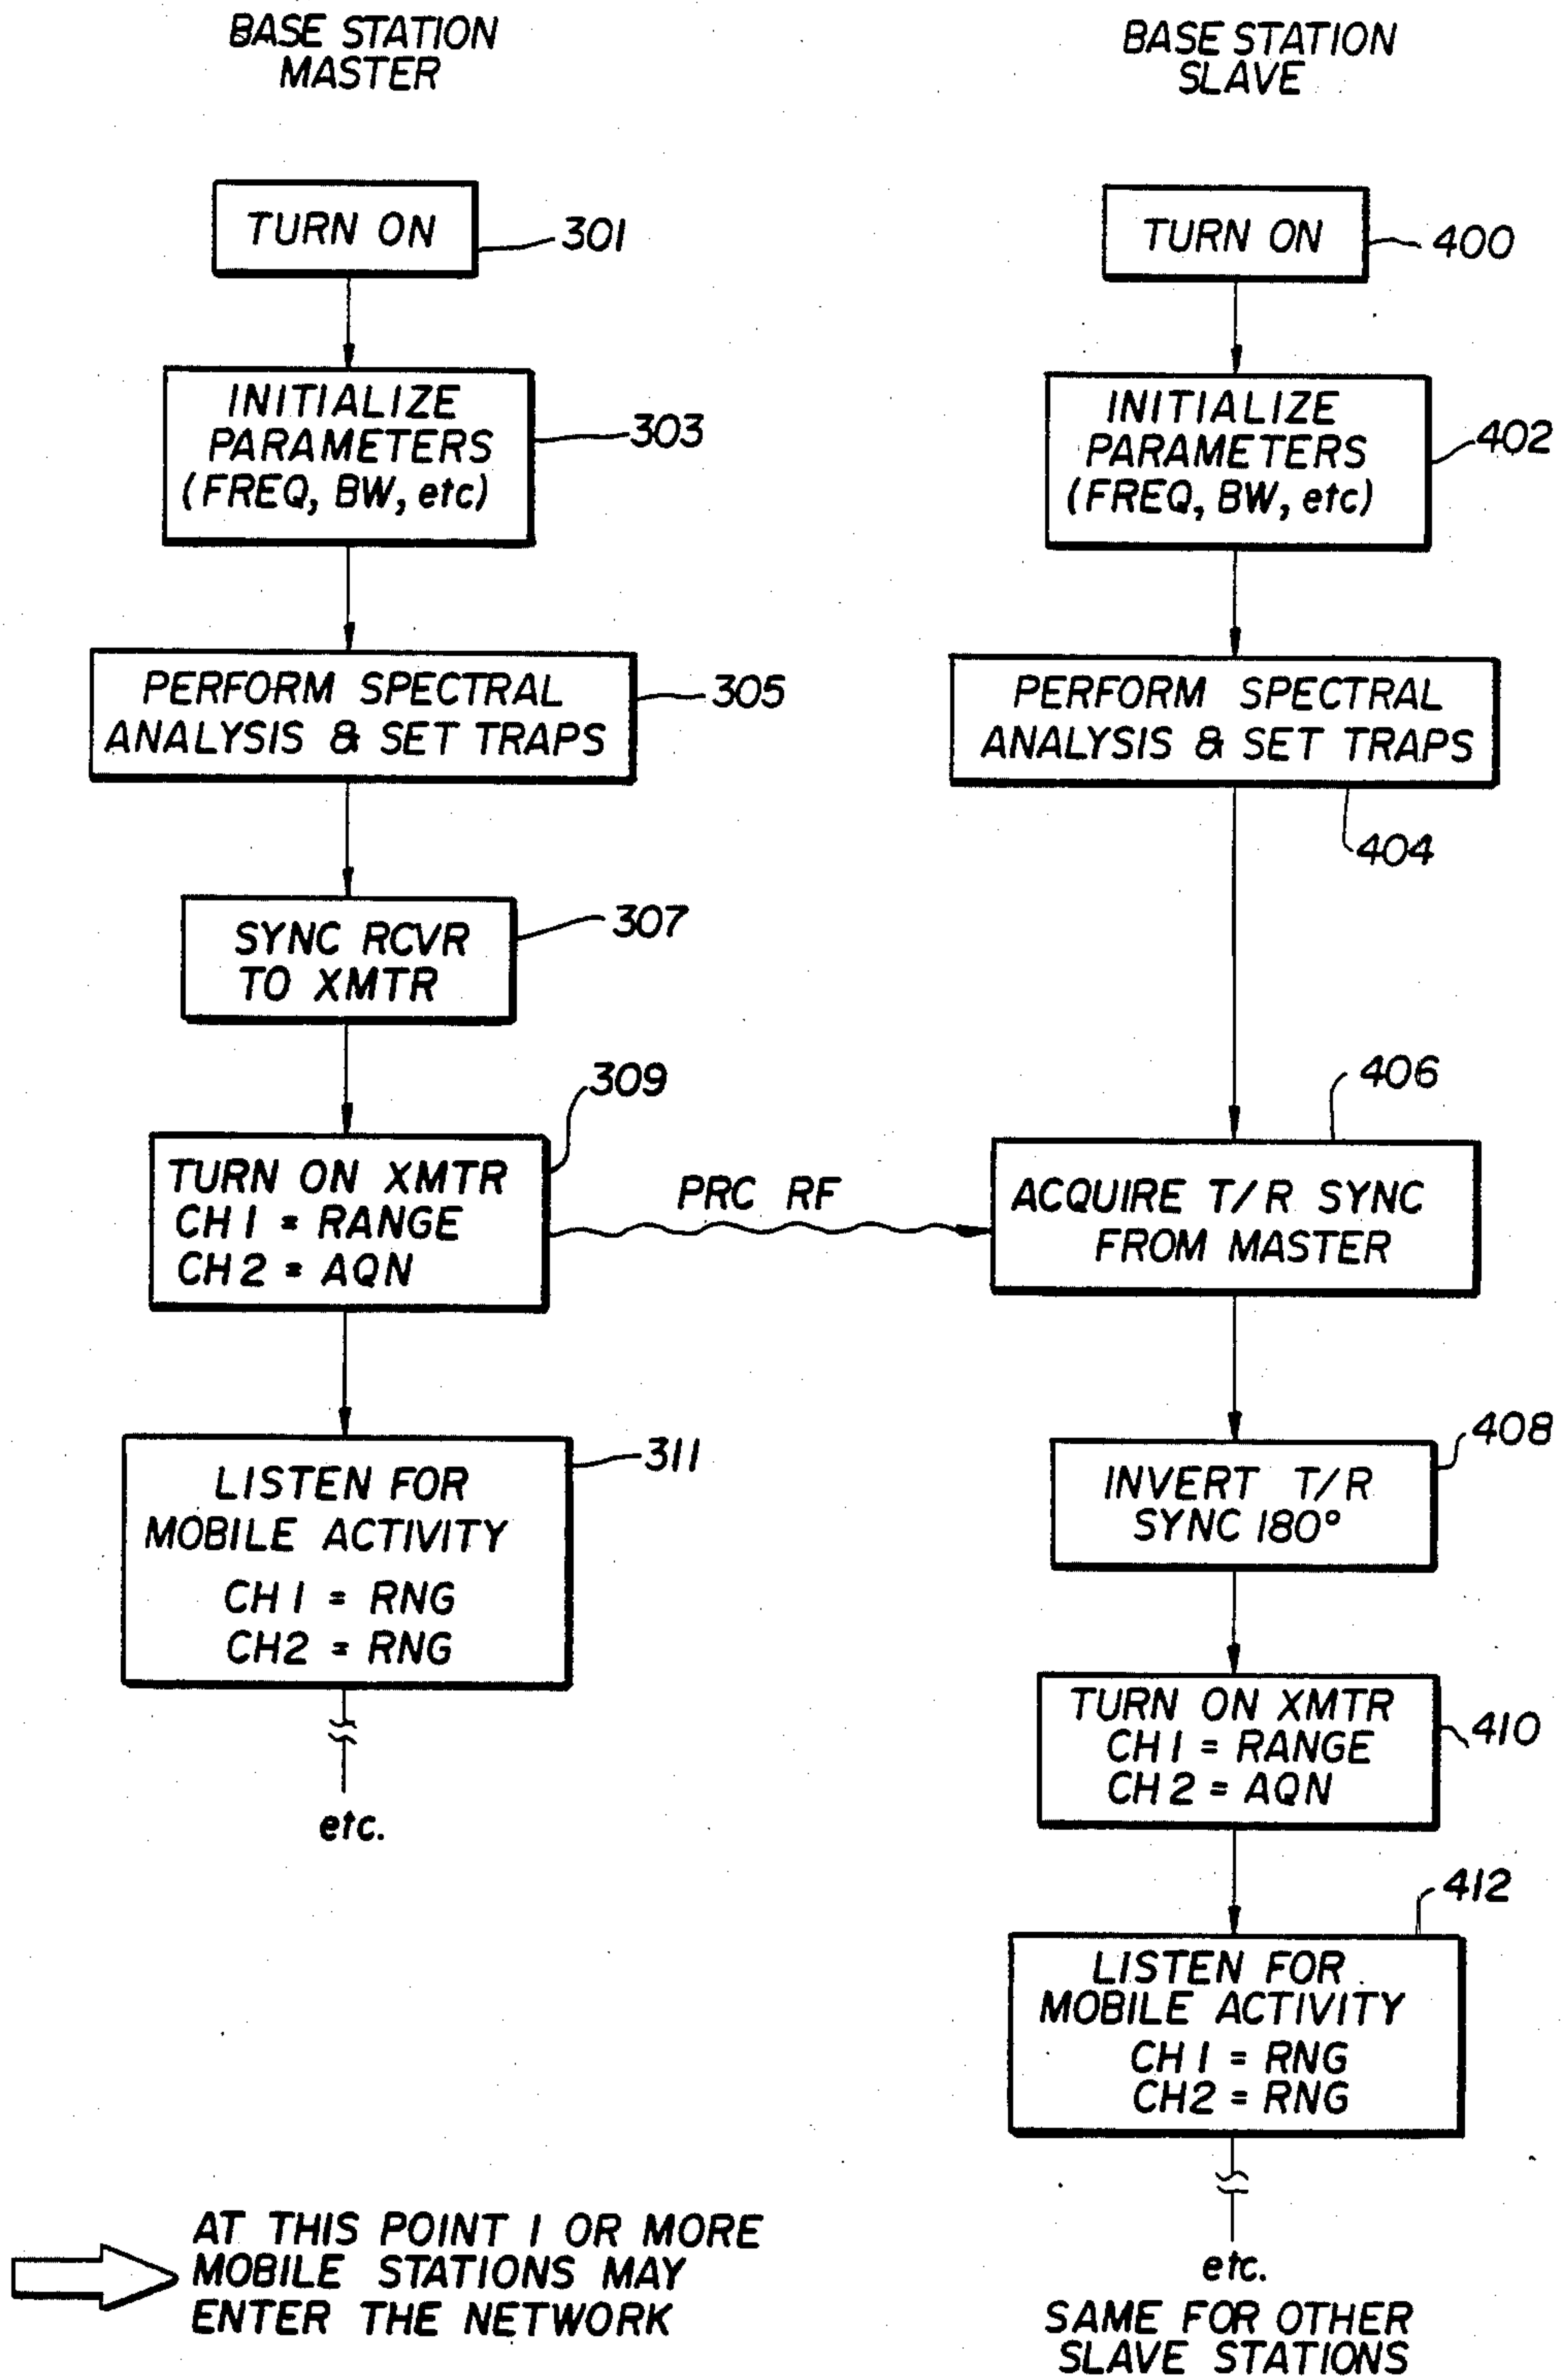 BASE STATION
MASTER
TURN ON
301
INITIALIZE
PARAMETERS
(FREQ, BW, etc)
303
PERFORM SPECTRAL
ANALYSIS & SET TRAPS
305
SYNC RCVR
TO XMTR
307
309
TURN ON XMTR
CH 1 = RANGE
CH 2 = AQN
PRC RF
LISTEN FOR
MOBILE ACTIVITY
CH 1 = RNG
CH2 = RNG
311
etc.
BASE STATION
SLAVE
TURN ON
400
INITIALIZE
PARAMETERS
(FREQ, BW, etc)
402
PERFORM SPECTRAL
ANALYSIS & SET TRAPS
404
406
ACQUIRE T/R SYNC
FROM MASTER
408
INVERT T/R
SYNC 180°
TURN ON XMTR
CH 1 = RANGE
CH 2 = AQN
410
412
LISTEN FOR
MOBILE ACTIVITY
CH 1 = RNG
CH2 = RNG
etc.
SAME FOR OTHER
SLAVE STATIONS
AT THIS POINT 1 OR MORE
MOBILE STATIONS MAY
ENTER THE NETWORK